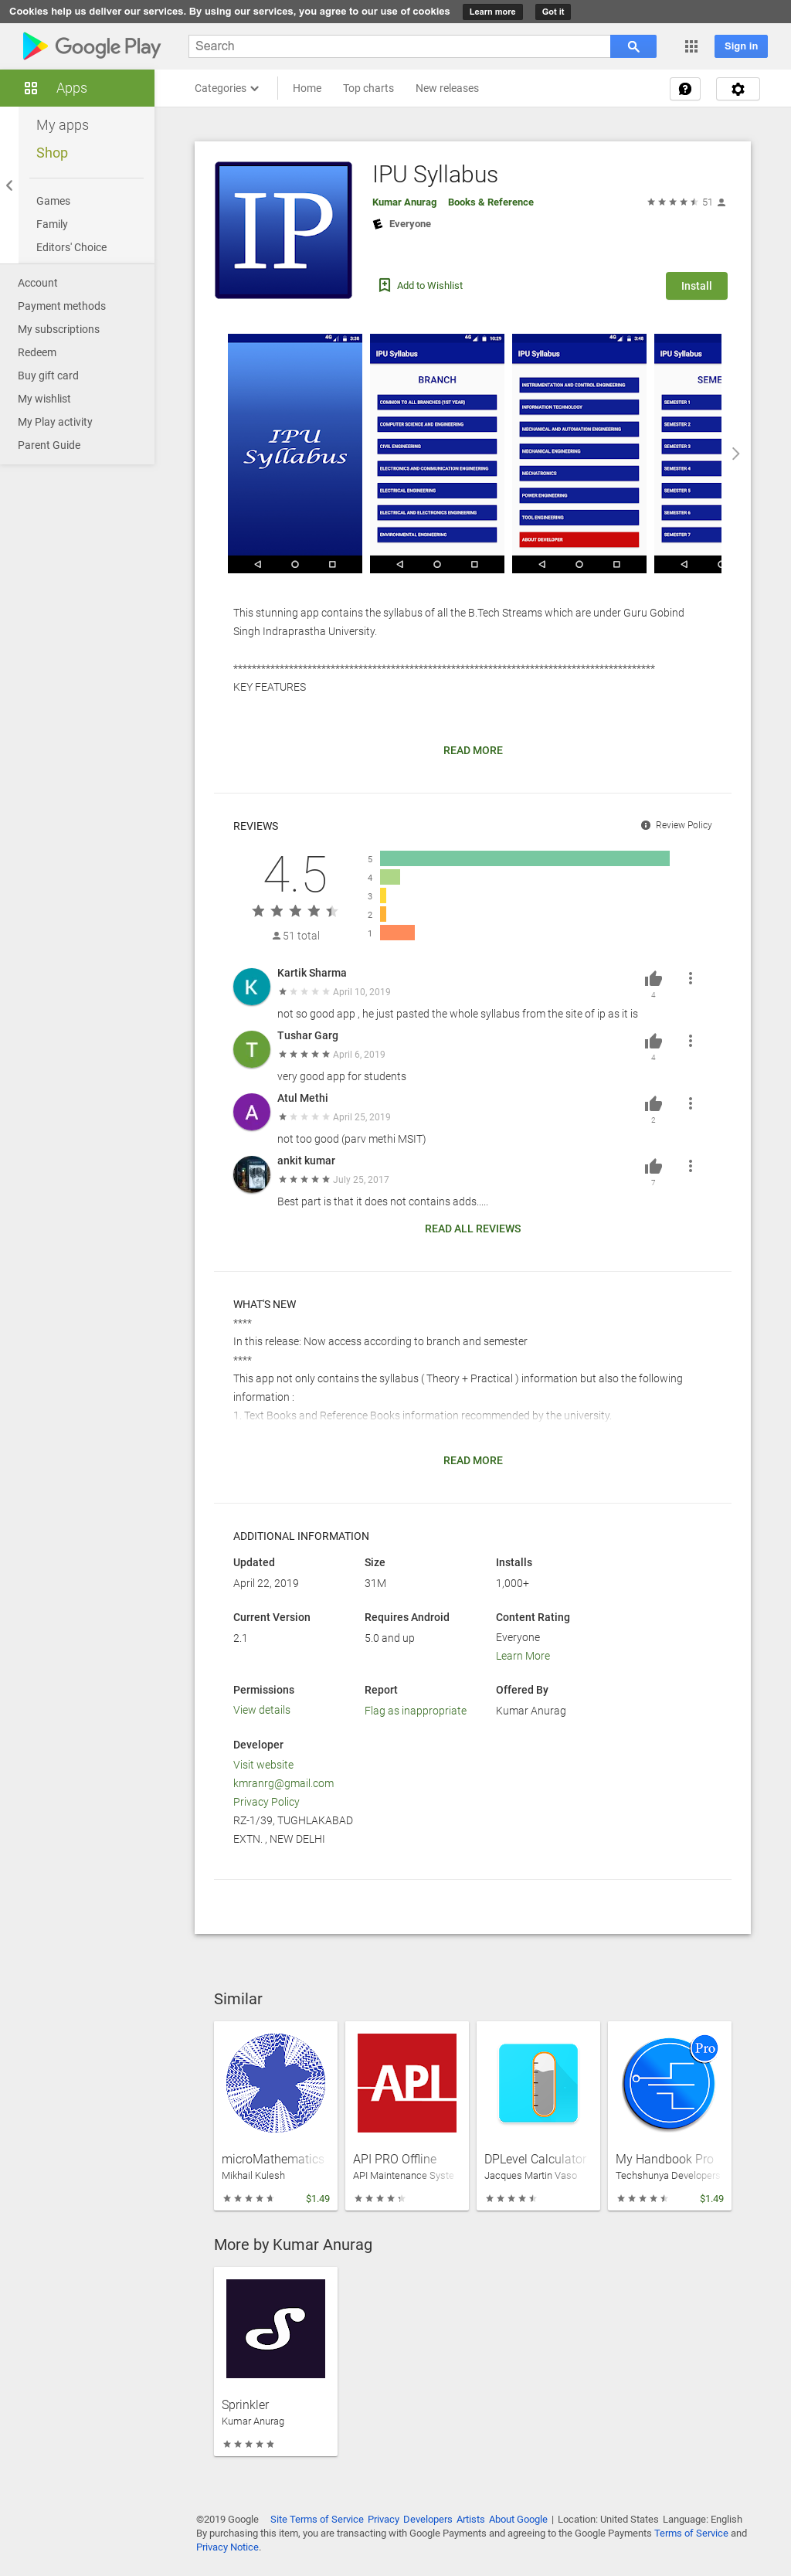 Cookies help us deliver our services. By using our services, you agree to our use of cookies Learn more Got it
Google Play Search Sign in
Apps Categories Home Top charts New releases
My apps
Shop
Games
Family
Editors' Choice
Account
Payment methods
My subscriptions
Redeem
Buy gift card
My wishlist
My Play activity
Parent Guide
IP
IPU Syllabus
Kumar Anurag Books & Reference 51
E Everyone
Add to Wishlist Install
4G 3:28
IPU
Syllabus
4G 10:29
IPU Syllabus
BRANCH
COMMON TO ALL BRANCHES (1ST YEAR)
COMPUTER SCIENCE AND ENGINEERING
CIVIL ENGINEERING
ELECTRONICS AND COMMUNICATION ENGINEERING
ELECTRICAL ENGINEERING
ELECTRICAL AND ELECTRONICS ENGINEERING
ENVIRONMENTAL ENGINEERING
4G 3:48
IPU Syllabus
INSTRUMENTATION AND CONTROL ENGINEERING
INFORMATION TECHNOLOGY
MECHANICAL AND AUTOMATION ENGINEERING
MECHANICAL ENGINEERING
MECHATRONICS
POWER ENGINEERING
TOOL ENGINEERING
ABOUT DEVELOPER
IPU Syllabus
SEME
SEMESTER 1
SEMESTER 2
SEMESTER 3
SEMESTER 4
SEMESTER 5
SEMESTER 6
SEMESTER 7
This stunning app contains the syllabus of all the B.Tech Streams which are under Guru Gobind
Singh Indraprastha University.
*******************************************************************************************
KEY FEATURES
READ MORE
REVIEWS Review Policy
4.5
51 total
5
4
3
2
1
K Kartik Sharma
April 10, 2019 4
not so good app , he just pasted the whole syllabus from the site of ip as it is
T Tushar Garg
April 6, 2019 4
very good app for students
A Atul Methi
April 25, 2019 2
not too good (parv methi MSIT)
ankit kumar
July 25, 2017 7
Best part is that it does not contains adds.....
READ ALL REVIEWS
WHAT'S NEW
****
In this release: Now access according to branch and semester
****
This app not only contains the syllabus ( Theory + Practical ) information but also the following
information :
1. Text Books and Reference Books information recommended by the university.
READ MORE
ADDITIONAL INFORMATION
Updated Size Installs
April 22, 2019 31M 1,000+
Current Version Requires Android Content Rating
2.1 5.0 and up Everyone
Learn More
Permissions Report Offered By
View details Flag as inappropriate Kumar Anurag
Developer
Visit website
kmranrg@gmail.com
Privacy Policy
RZ-1/39, TUGHLAKABAD
EXTN. , NEW DELHI
Similar
API Pro
microMathematics API PRO Offline DPLevel Calculator My Handbook Pro
Mikhail Kulesh API Maintenance Syste Jacques Martin Vaso Techshunya Developers
$1.49 $1.49
More by Kumar Anurag
S
Sprinkler
Kumar Anurag
©2019 Google Site Terms of Service Privacy Developers Artists About Google | Location: United States Language: English
By purchasing this item, you are transacting with Google Payments and agreeing to the Google Payments Terms of Service and
Privacy Notice.